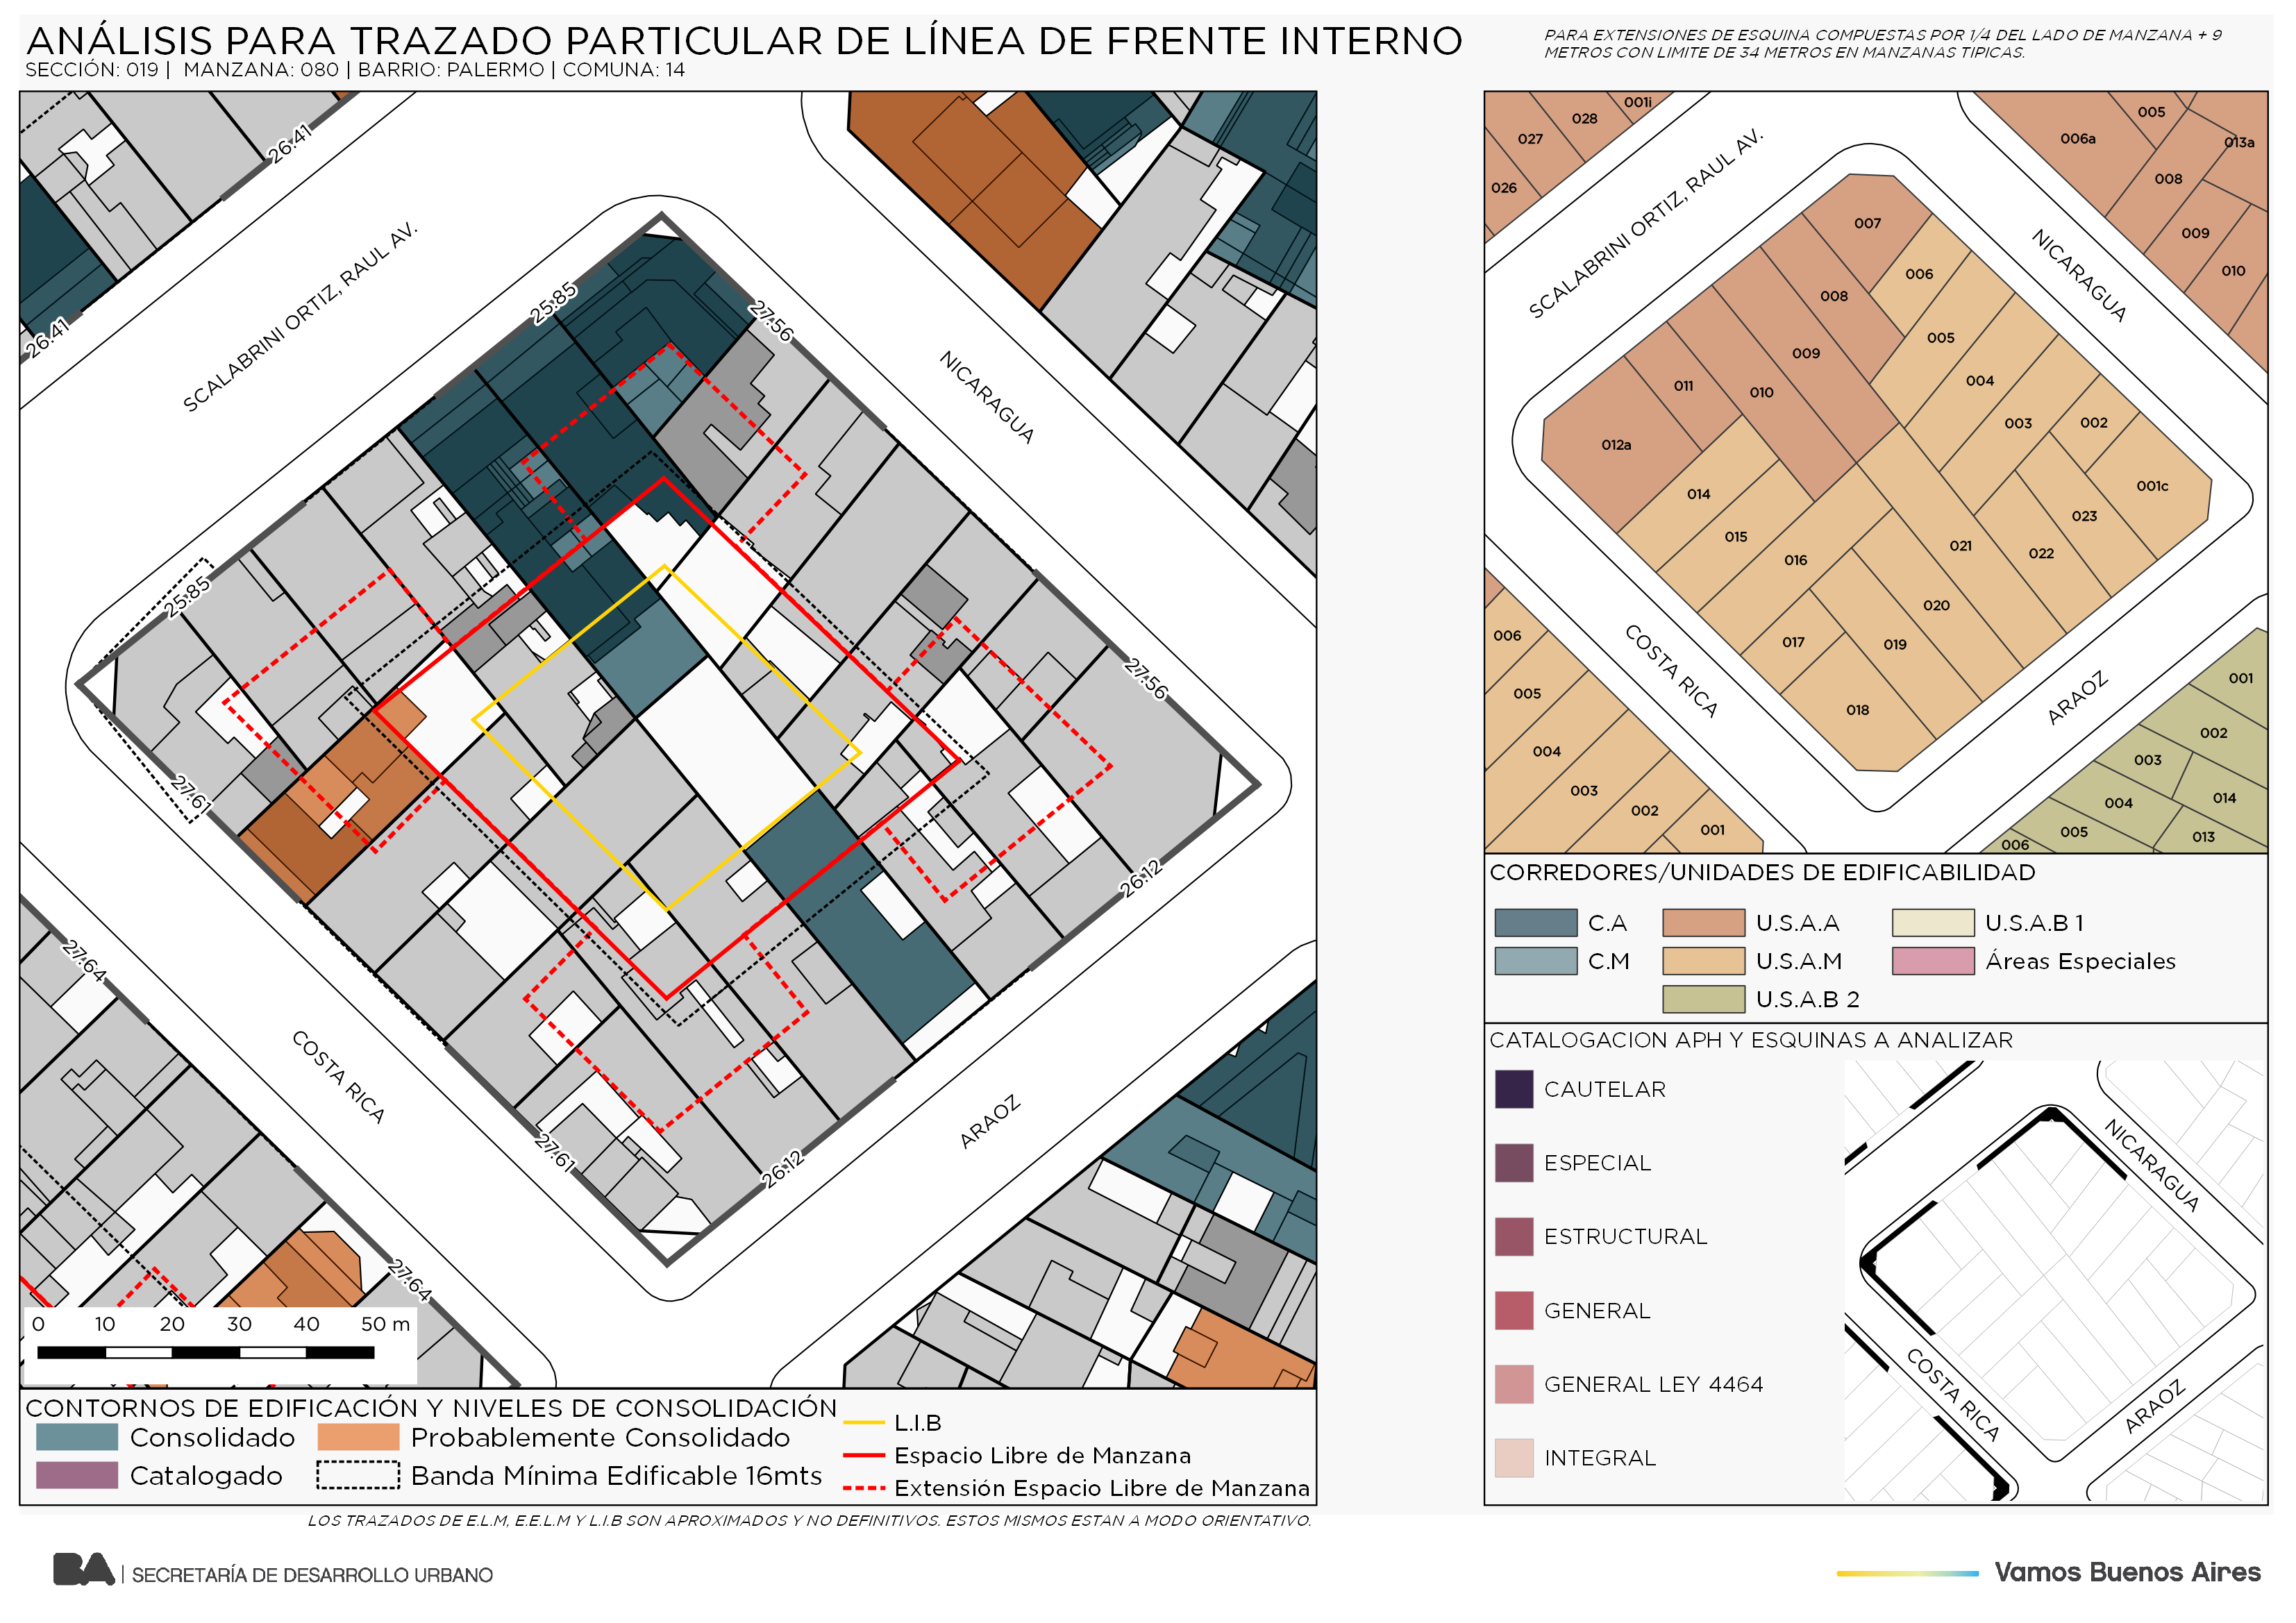 ANÁLISIS PARA TRAZADO PARTICULAR DE LÍNEA DE FRENTE INTERNO
SECCIÓN: 019 | MANZANA: 080 | BARRIO: PALERMO | COMUNA: 14
PARA EXTENSIONES DE ESQUINA COMPUESTAS POR 1/4 DEL LADO DE MANZANA + 9
METROS CON LIMITE DE 34 METROS EN MANZANAS TIPICAS.
26.41
26.41
SCALABRINI ORTIZ, RAUL AV.
25.85
27.56
NICARAGUA
25.85
27.61
27.56
26.12
27.64
COSTA RICA
27.61
26.12
ARAOZ
27.64
0 10 20 30 40 50 m
CONTORNOS DE EDIFICACIÓN Y NIVELES DE CONSOLIDACIÓN
Consolidado
Probablemente Consolidado
Catalogado
Banda Mínima Edificable 16mts
L.I.B
Espacio Libre de Manzana
Extensión Espacio Libre de Manzana
LOS TRAZADOS DE E.L.M, E.E.L.M Y L.I.B SON APROXIMADOS Y NO DEFINITIVOS. ESTOS MISMOS ESTAN A MODO ORIENTATIVO.
001i
028
027
026
SCALABRINI ORTIZ, RAUL AV.
005
006a
013a
008
009
010
NICARAGUA
007
006
008
005
009
004
011
010
003
002
012a
001c
014
023
015
022
016
021
020
017
019
018
COSTA RICA
ARAOZ
006
005
004
003
002
001
001
002
003
004
014
005
013
006
CORREDORES/UNIDADES DE EDIFICABILIDAD
C.A
U.S.A.A
U.S.A.B 1
C.M
U.S.A.M
Áreas Especiales
U.S.A.B 2
CATALOGACION APH Y ESQUINAS A ANALIZAR
CAUTELAR
ESPECIAL
ESTRUCTURAL
GENERAL
GENERAL LEY 4464
INTEGRAL
NICARAGUA
COSTA RICA
ARAOZ
BA | SECRETARÍA DE DESARROLLO URBANO
Vamos Buenos Aires